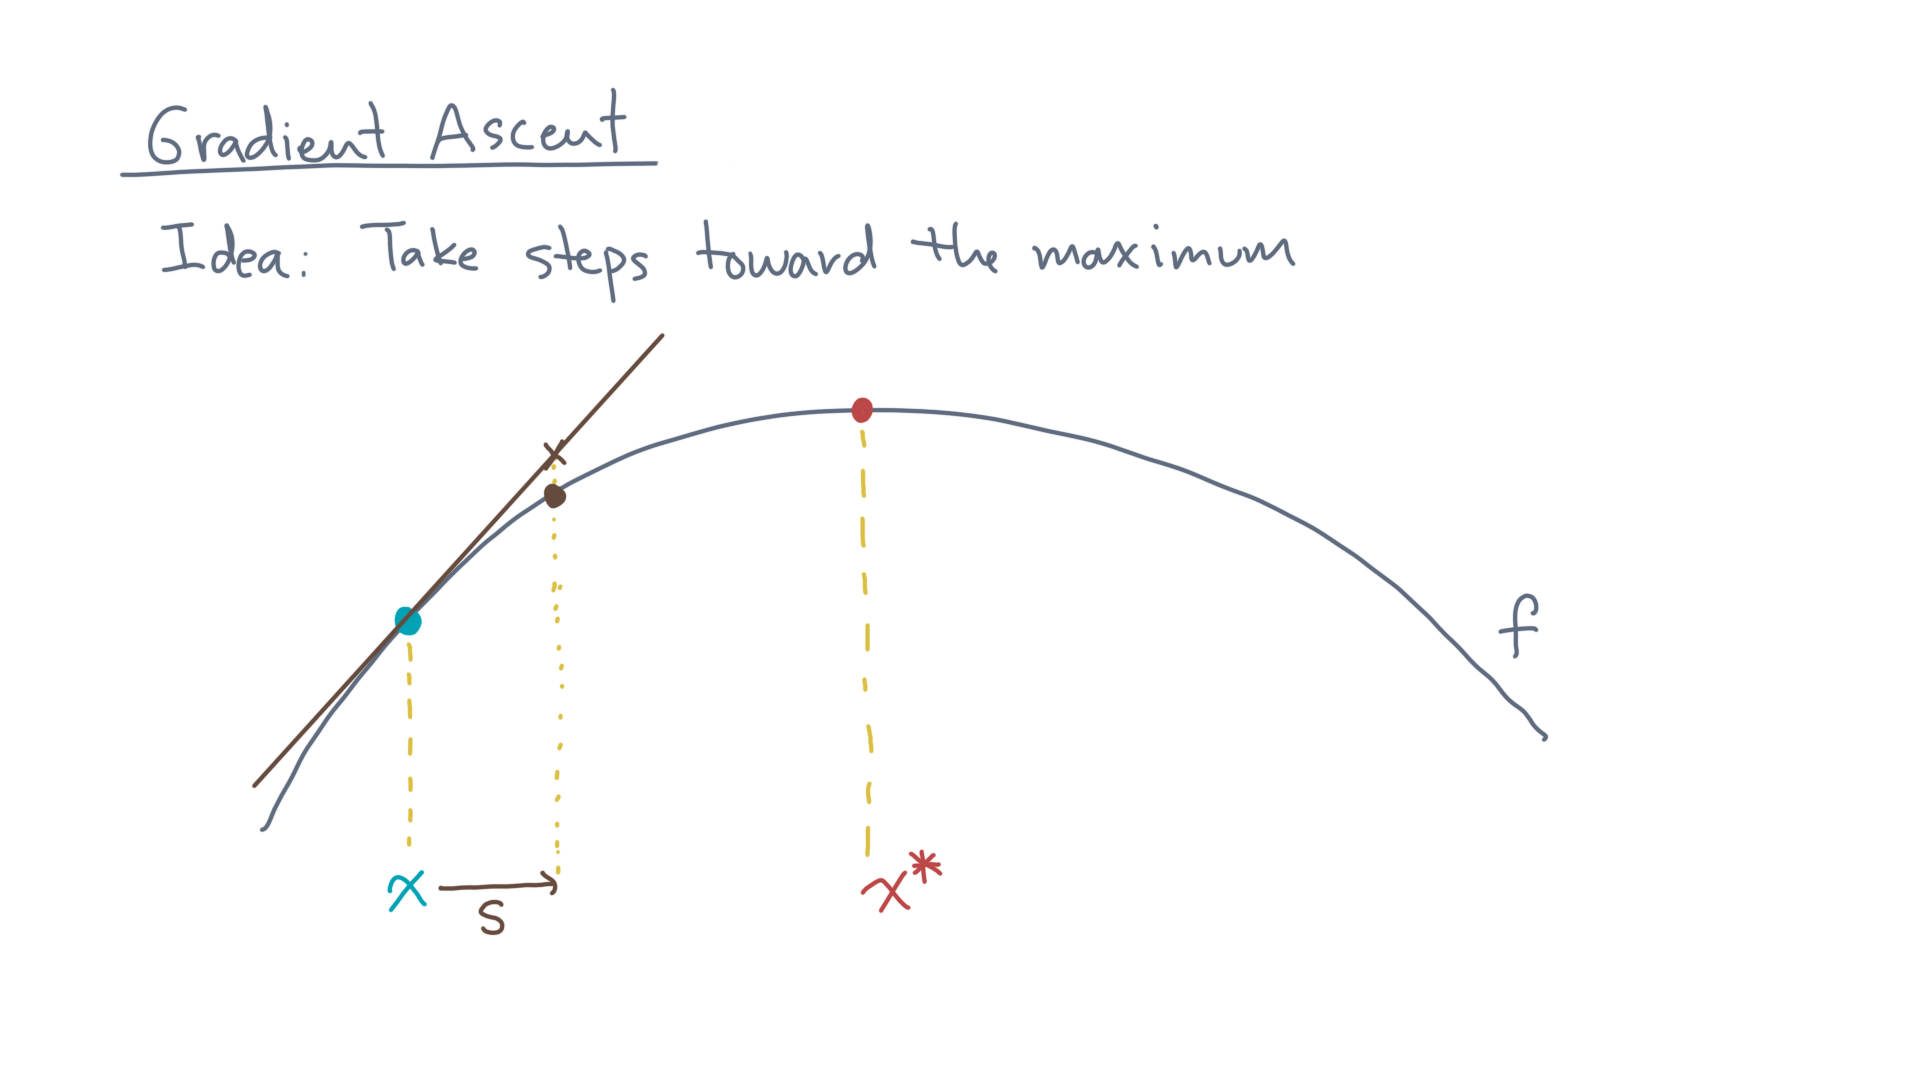 Gradient Ascent
Idea: Take steps toward the maximum
f
x
s
x*